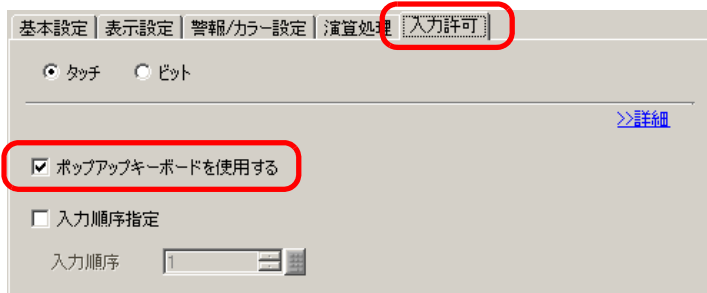 基本設定 表示設定 警報/カラー設定 演算処理 入力許可
タッチ ビット
>>詳細
ポップアップキーボードを使用する
入力順序指定
入力順序 1